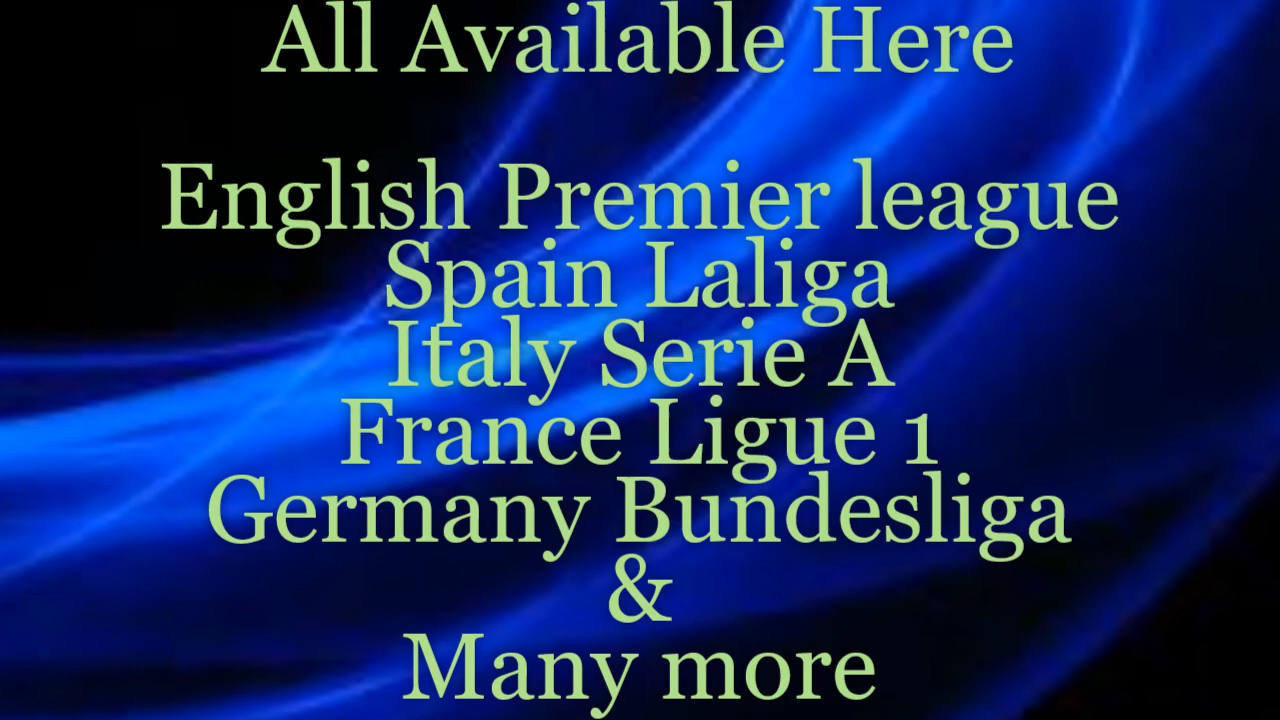 All Available Here
English Premier league
Spain Laliga
Italy Serie A
France Ligue 1
Germany Bundesliga
&
Many more